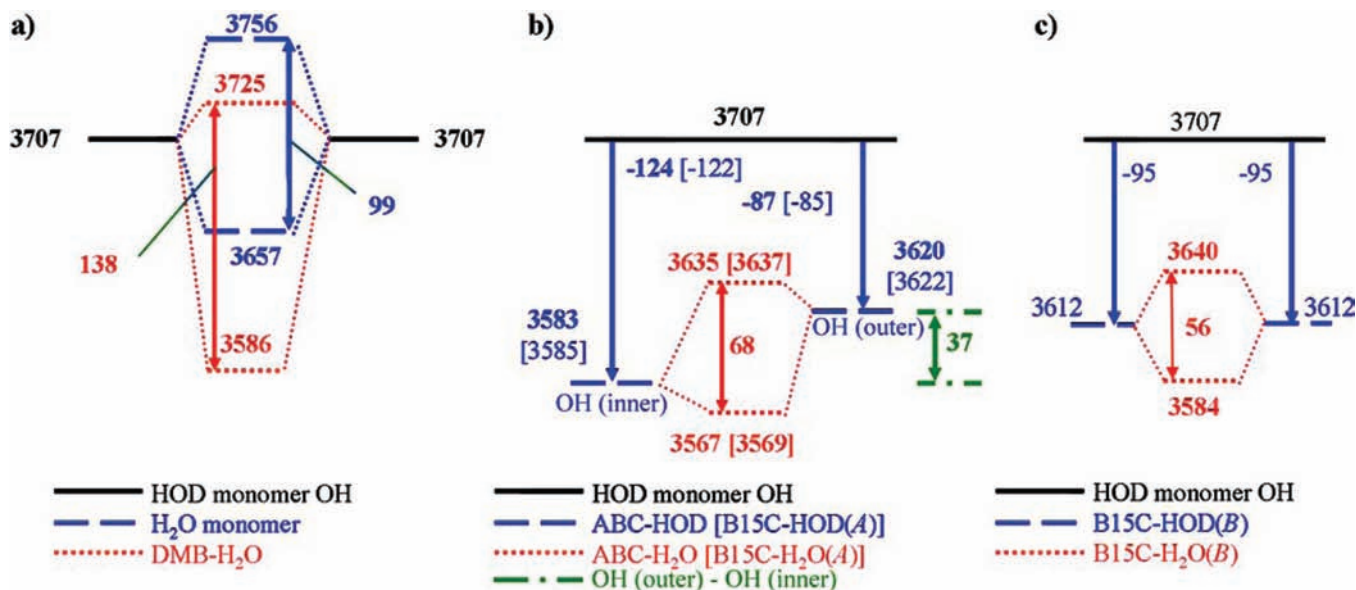 a)
3756
3725
3707
3707
99
3657
138
3586
HOD monomer OH
H₂O monomer
DMB-H₂O
b)
3707
-124 [-122]
-87 [-85]
3635 [3637]
3620
[3622]
3583
[3585]
OH (outer)
68
37
OH (inner)
3567 [3569]
HOD monomer OH
ABC-HOD [B15C-HOD(A)]
ABC-H₂O [B15C-H₂O(A)]
OH (outer) - OH (inner)
c)
3707
-95
-95
3640
3612
3612
56
3584
HOD monomer OH
B15C-HOD(B)
B15C-H₂O(B)